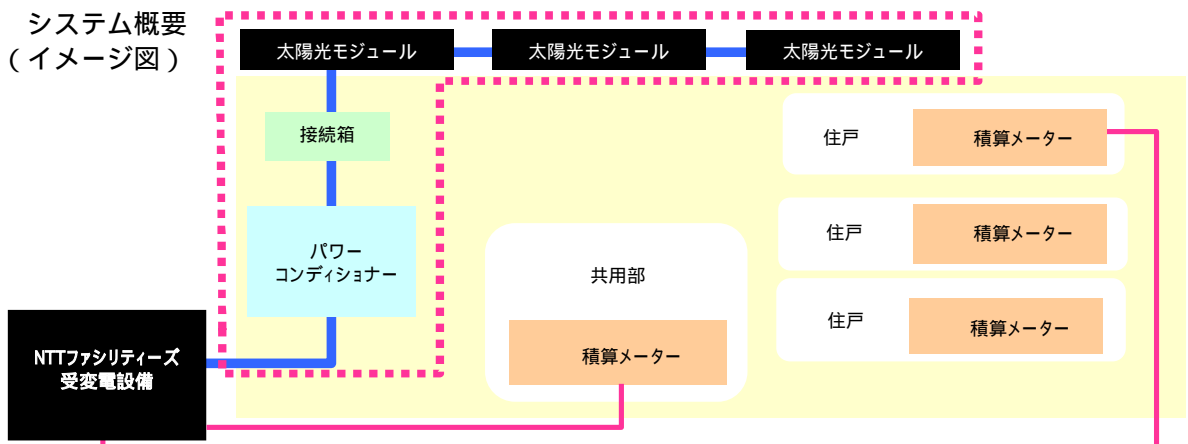 システム概要
(イメージ図)
太陽光モジュール
太陽光モジュール
太陽光モジュール
接続箱
住戸
積算メーター
パワー
コンディショナー
住戸
積算メーター
共用部
住戸
積算メーター
NTTファシリティーズ
受変電設備
積算メーター